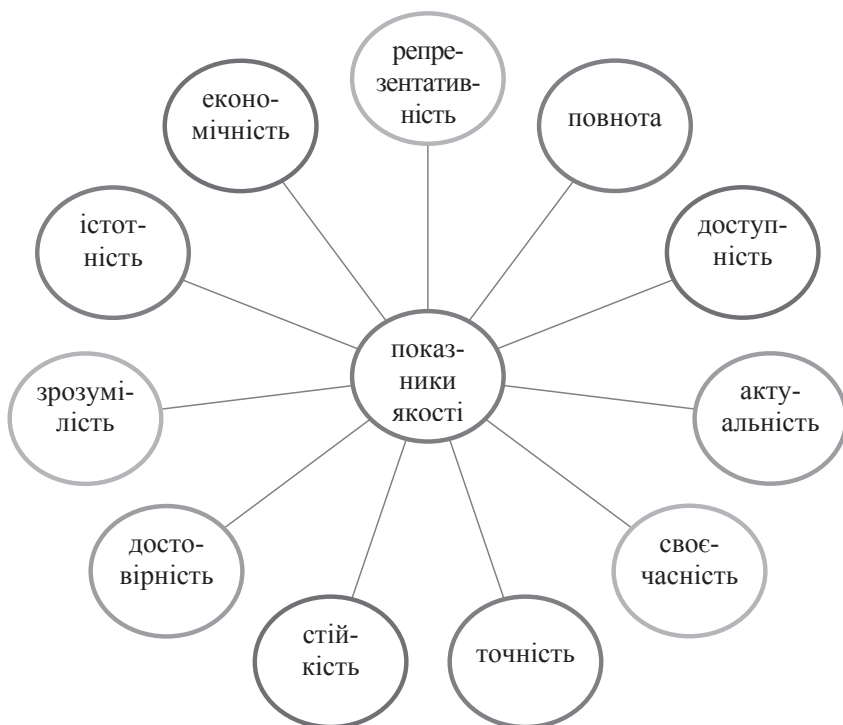 репре-
зентатив-
ність
повнота
доступ-
ність
акту-
альність
своє-
часність
точність
стій-
кість
досто-
вірність
зрозумі-
лість
істот-
ність
еконо-
мічність
показ-
ники
якості